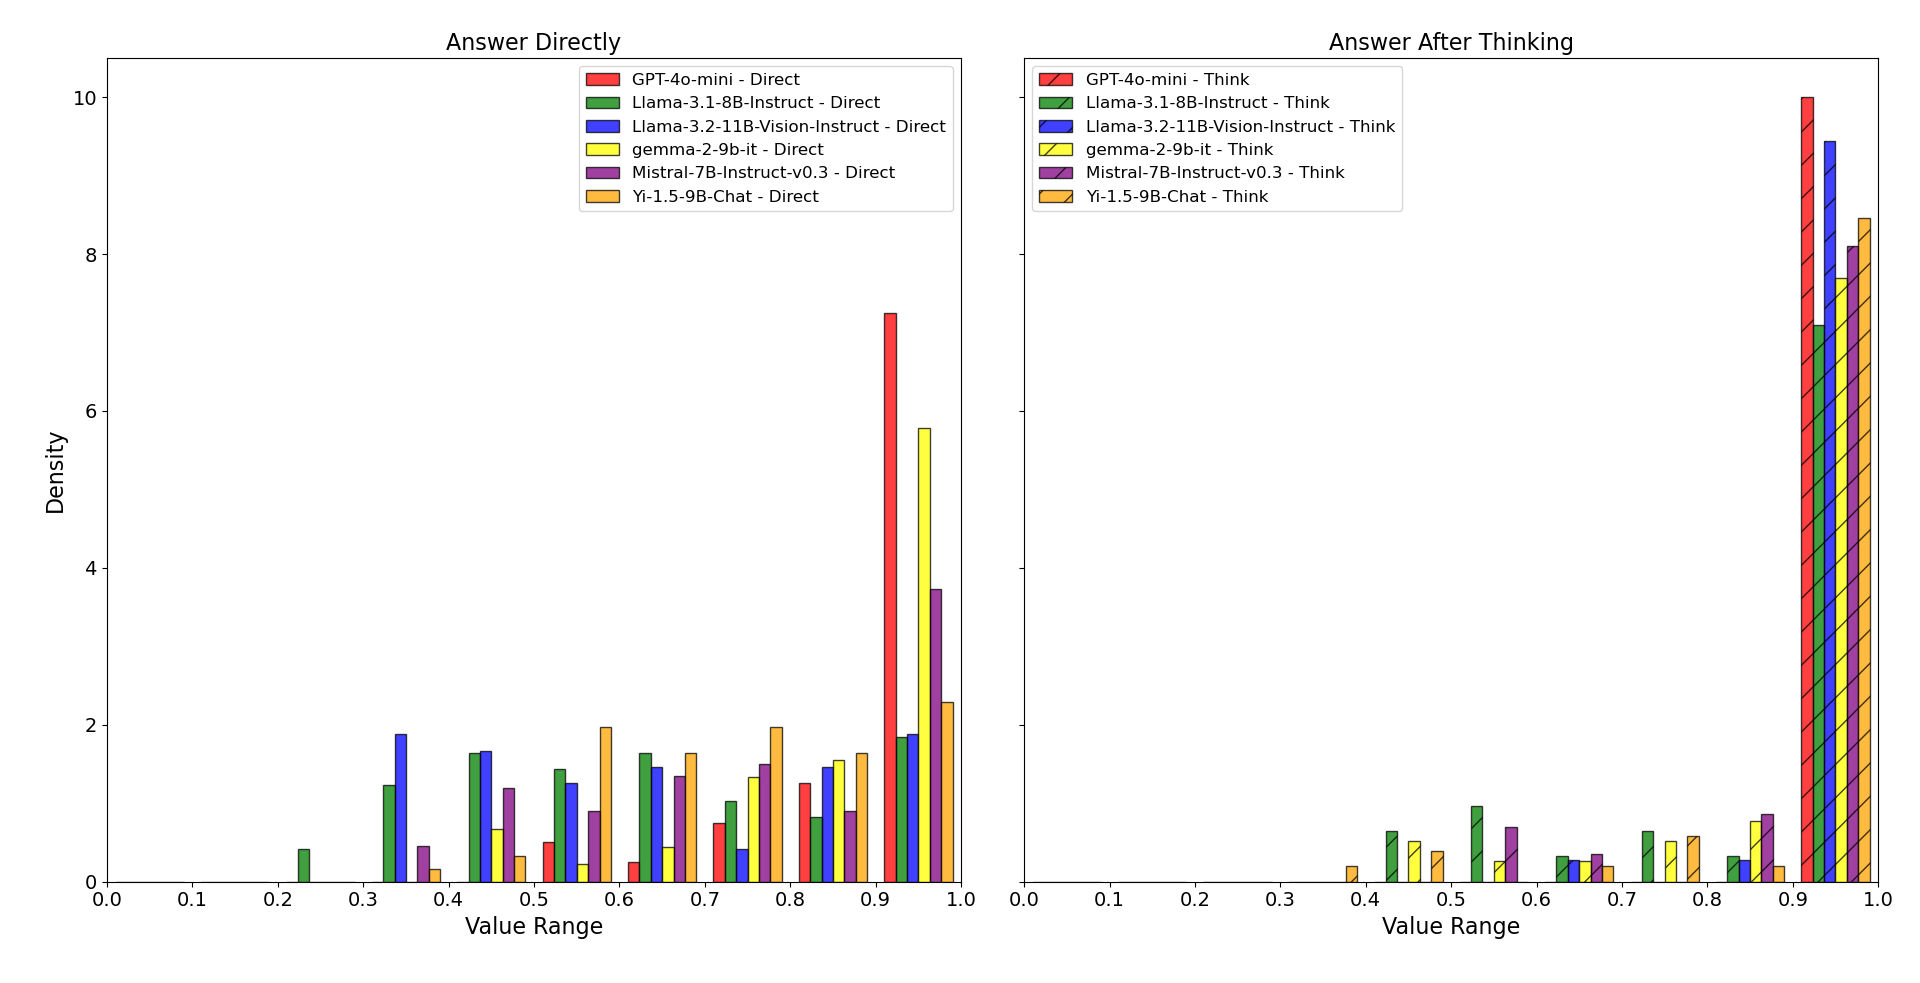 Answer Directly
GPT-4o-mini - Direct
Llama-3.1-8B-Instruct - Direct
Llama-3.2-11B-Vision-Instruct - Direct
gemma-2-9b-it - Direct
Mistral-7B-Instruct-v0.3 - Direct
Yi-1.5-9B-Chat - Direct
10
8
6
4
2
0
Density
0.0 0.1 0.2 0.3 0.4 0.5 0.6 0.7 0.8 0.9 1.0
Value Range
Answer After Thinking
GPT-4o-mini - Think
Llama-3.1-8B-Instruct - Think
Llama-3.2-11B-Vision-Instruct - Think
gemma-2-9b-it - Think
Mistral-7B-Instruct-v0.3 - Think
Yi-1.5-9B-Chat - Think
0.0 0.1 0.2 0.3 0.4 0.5 0.6 0.7 0.8 0.9 1.0
Value Range